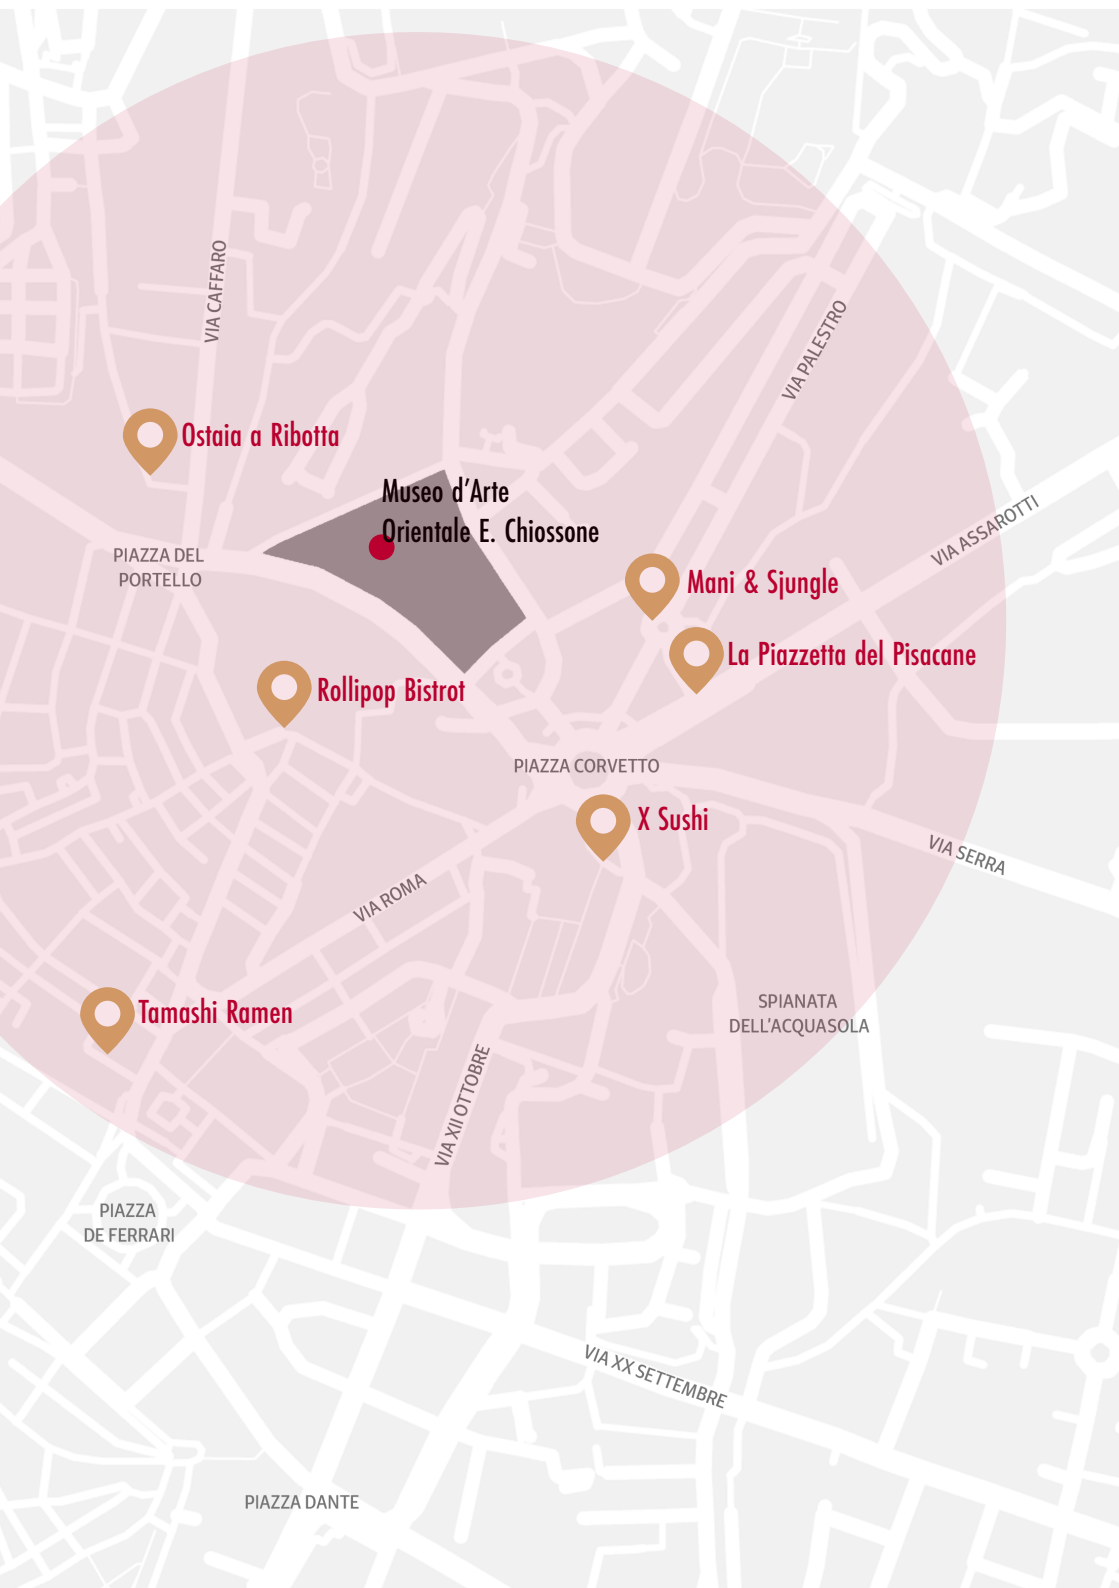 VIA CAFFARO
VIA PALESTRO
Ostaia a Ribotta
Museo d'Arte
Orientale E. Chiossone
VIA ASSAROTTI
PIAZZA DEL
PORTELLO
Mani & Sjungle
La Piazzetta del Pisacane
Rollipop Bistrot
PIAZZA CORVETTO
X Sushi
VIA SERRA
VIA ROMA
SPIANATA
DELL'ACQUASOLA
Tamashi Ramen
VIA XII OTTOBRE
PIAZZA
DE FERRARI
VIA XX SETTEMBRE
PIAZZA DANTE